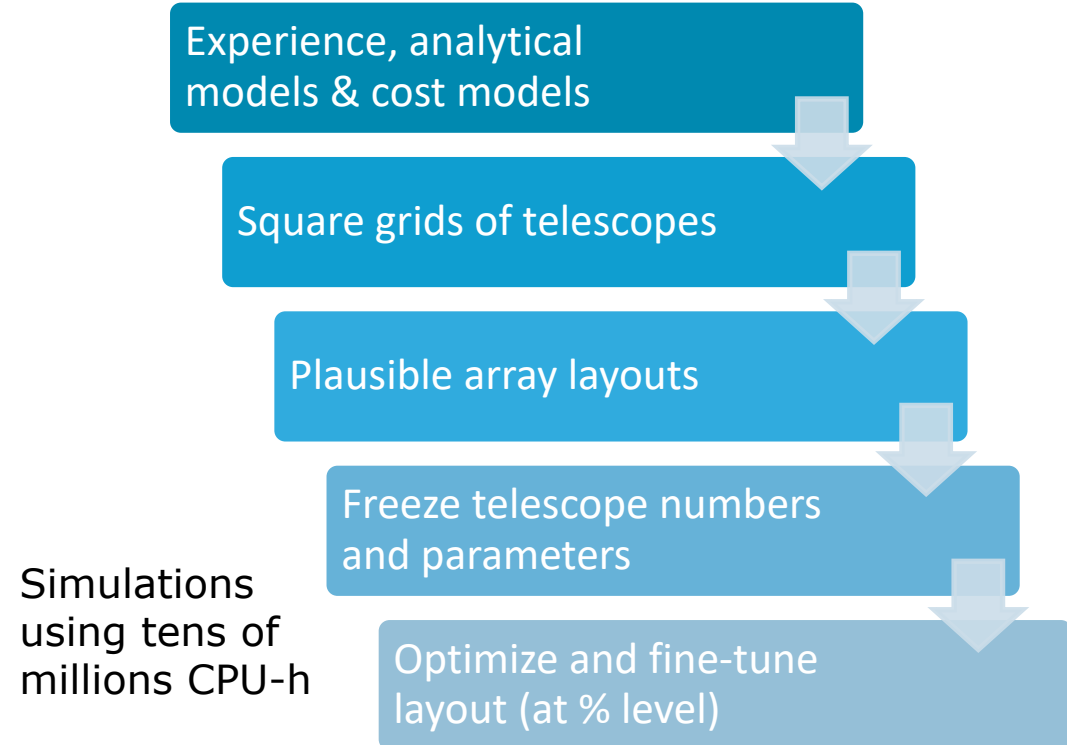 Experience, analytical
models & cost models
Square grids of telescopes
Plausible array layouts
Freeze telescope numbers
and parameters
Simulations
using tens of
millions CPU-h
Optimize and fine-tune
layout (at % level)